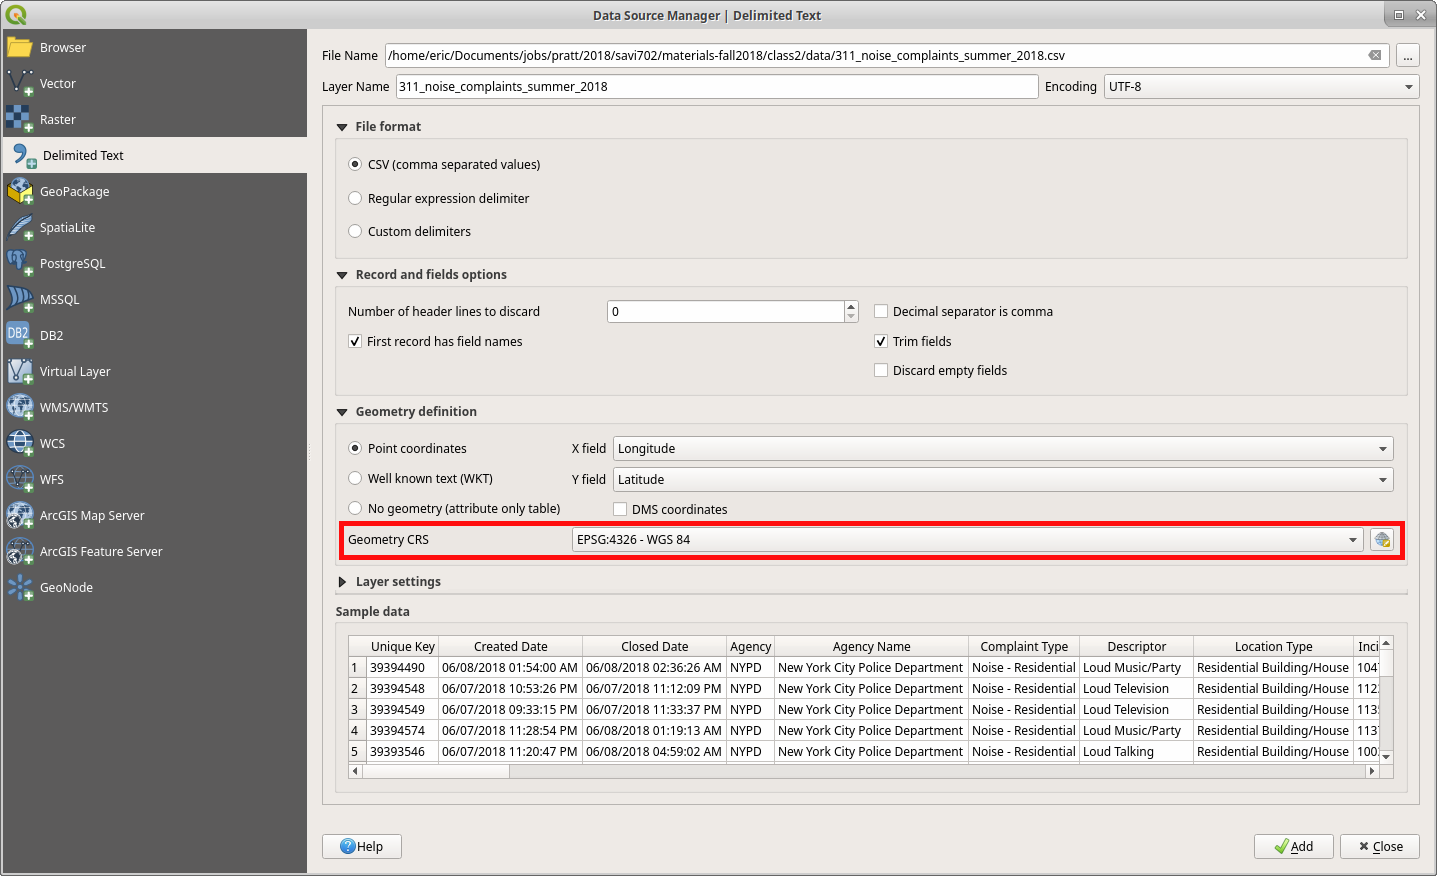 Data Source Manager | Delimited Text
Browser
Vector
Raster
Delimited Text
GeoPackage
SpatiaLite
PostgreSQL
MSSQL
DB2 DB2
Virtual Layer
WMS/WMTS
WCS
WFS
ArcGIS Map Server
ArcGIS Feature Server
GeoNode
File Name /home/eric/Documents/jobs/pratt/2018/savi702/materials-fall2018/class2/data/311_noise_complaints_summer_2018.csv ...
Layer Name 311_noise_complaints_summer_2018 Encoding UTF-8
File format
CSV (comma separated values)
Regular expression delimiter
Custom delimiters
Record and fields options
Number of header lines to discard 0 Decimal separator is comma
First record has field names Trim fields
Discard empty fields
Geometry definition
Point coordinates X field Longitude
Well known text (WKT) Y field Latitude
No geometry (attribute only table) DMS coordinates
Geometry CRS EPSG:4326 - WGS 84
Layer settings
Sample data
Unique Key Created Date Closed Date Agency Agency Name Complaint Type Descriptor Location Type Inci
1 39394490 06/08/2018 01:54:00 AM 06/08/2018 02:36:26 AM NYPD New York City Police Department Noise - Residential Loud Music/Party Residential Building/House 104
2 39394548 06/07/2018 10:53:26 PM 06/07/2018 11:12:09 PM NYPD New York City Police Department Noise - Residential Loud Television Residential Building/House 112
3 39394549 06/07/2018 09:33:15 PM 06/07/2018 11:33:37 PM NYPD New York City Police Department Noise - Residential Loud Television Residential Building/House 113
4 39394574 06/07/2018 11:28:54 PM 06/08/2018 01:19:13 AM NYPD New York City Police Department Noise - Residential Loud Music/Party Residential Building/House 113
5 39393546 06/07/2018 11:20:47 PM 06/08/2018 04:59:02 AM NYPD New York City Police Department Noise - Residential Loud Talking Residential Building/House 100
Help Add Close